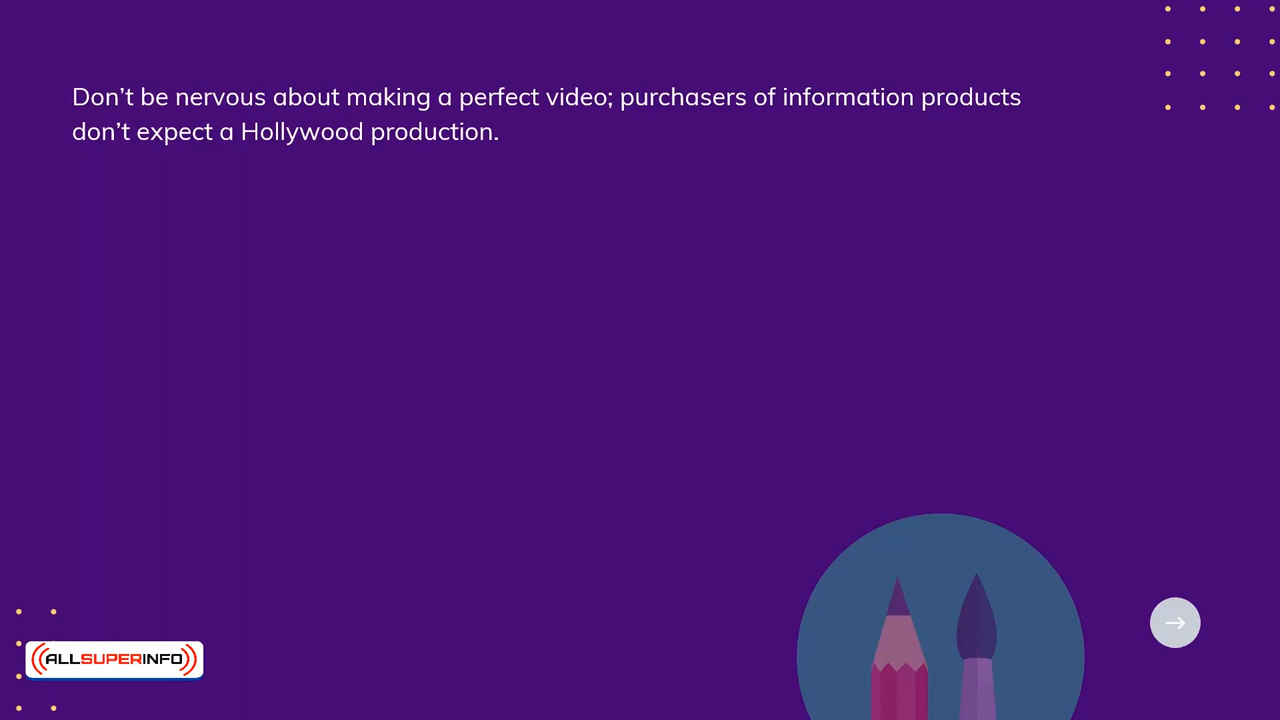 Don’t be nervous about making a perfect video; purchasers of information products
don’t expect a Hollywood production.
ALLSUPERINFO